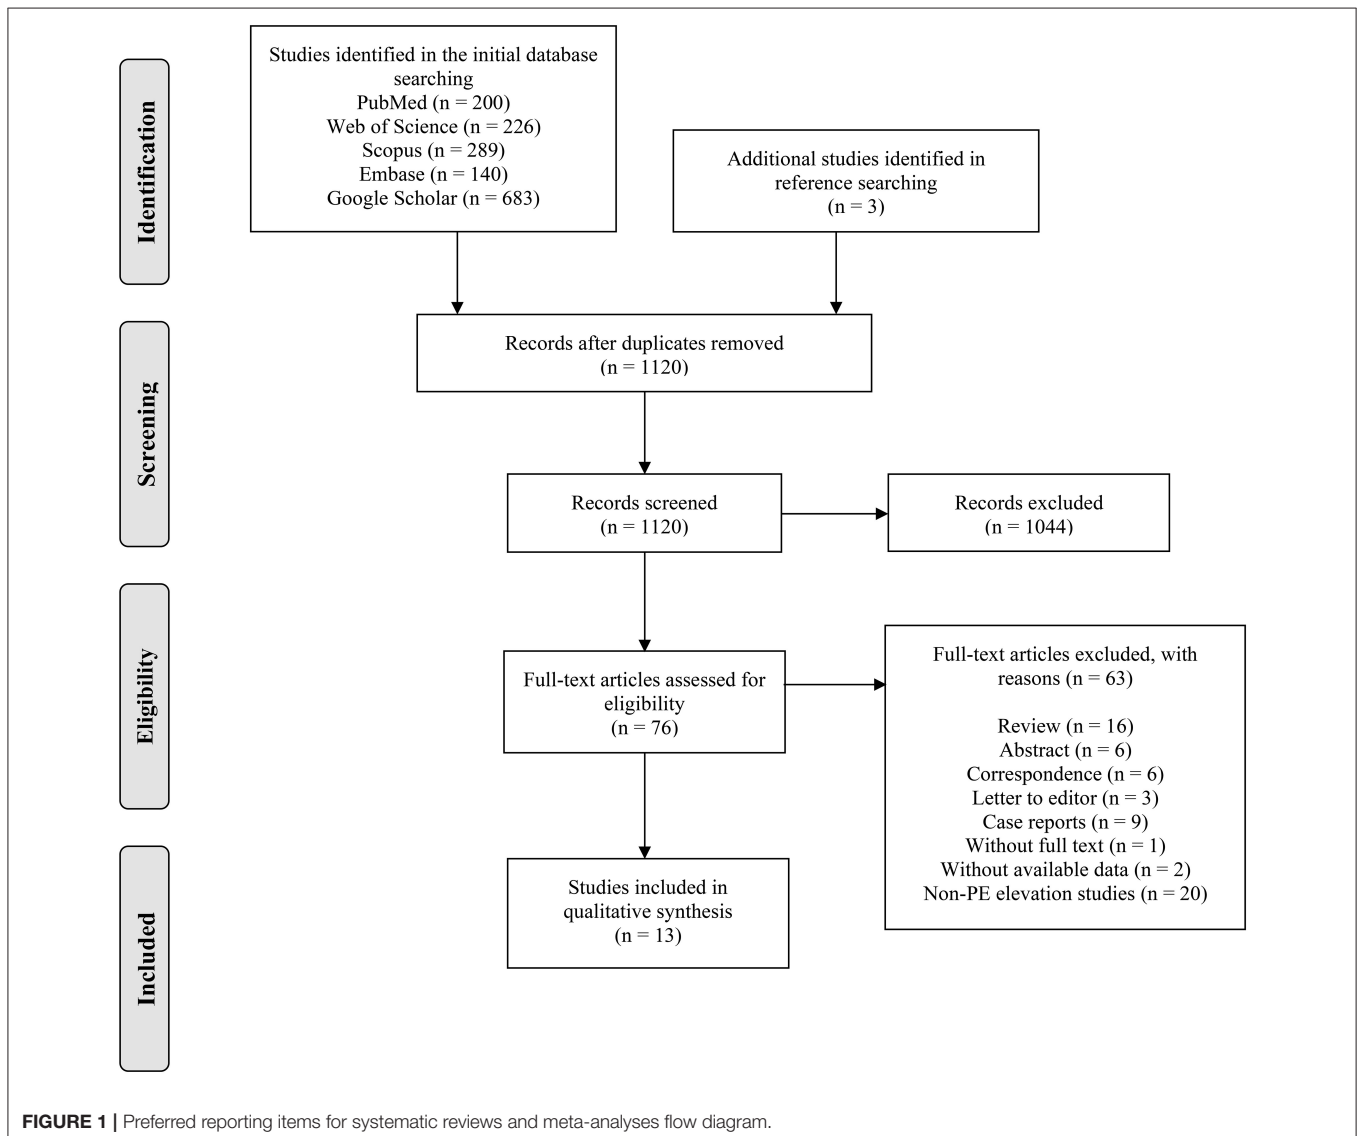 Identification
Studies identified in the initial database
searching
PubMed (n = 200)
Web of Science (n = 226)
Scopus (n = 289)
Embase (n = 140)
Google Scholar (n = 683)
Additional studies identified in
reference searching
(n = 3)
Screening
Records after duplicates removed
(n = 1120)
Records screened
(n = 1120)
Records excluded
(n = 1044)
Eligibility
Full-text articles assessed for
eligibility
(n = 76)
Full-text articles excluded, with
reasons (n = 63)
Review (n = 16)
Abstract (n = 6)
Correspondence (n = 6)
Letter to editor (n = 3)
Case reports (n = 9)
Without full text (n = 1)
Without available data (n = 2)
Non-PE elevation studies (n = 20)
Included
Studies included in
qualitative synthesis
(n = 13)
FIGURE 1 | Preferred reporting items for systematic reviews and meta-analyses flow diagram.